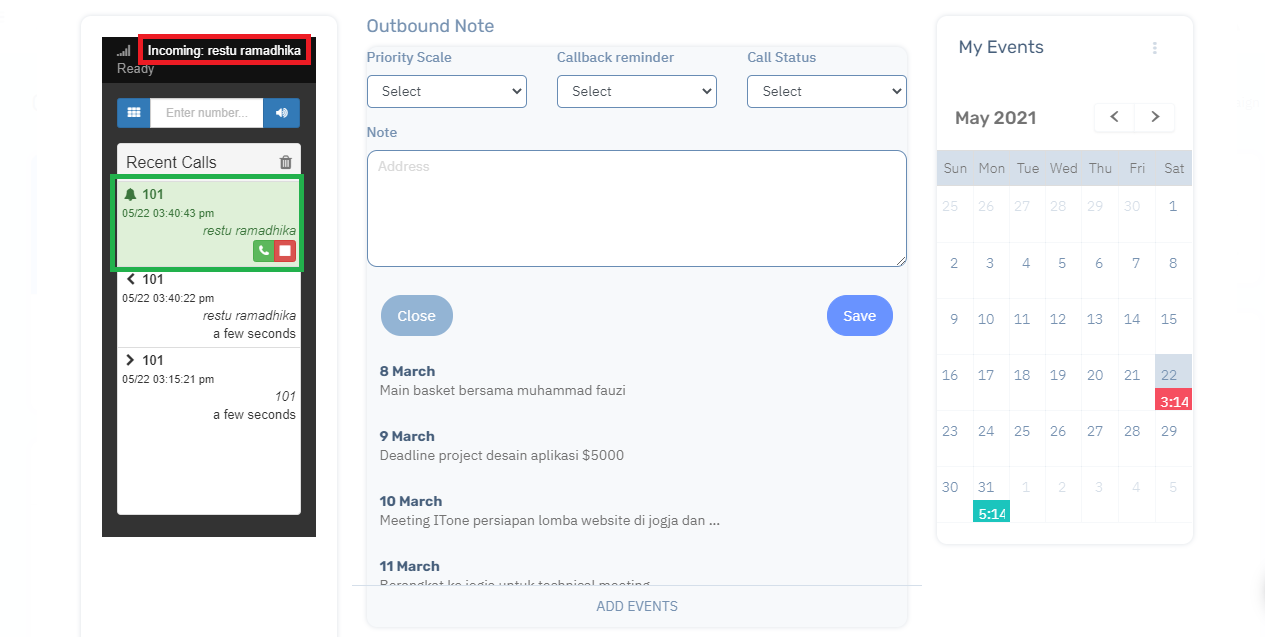 Incoming: restu ramadhika
Ready
Enter number...
Recent Calls
101
05/22 03:40:43 pm
restu ramadhika
101
05/22 03:40:22 pm
restu ramadhika
a few seconds
101
05/22 03:15:21 pm
101
a few seconds
Outbound Note
Priority Scale Callback reminder Call Status
Select Select Select
Note
Address
Close Save
8 March
Main basket bersama muhammad fauzi
9 March
Deadline project desain aplikasi $5000
10 March
Meeting ITone persiapan lomba website di jogja dan ...
11 March
Berangkat ke jogja untuk technical meeting
ADD EVENTS
My Events
May 2021
Sun Mon Tue Wed Thu Fri Sat
25 26 27 28 29 30 1
2 3 4 5 6 7 8
9 10 11 12 13 14 15
16 17 18 19 20 21 22
3:14
23 24 25 26 27 28 29
30 31 1 2 3 4 5
5:14